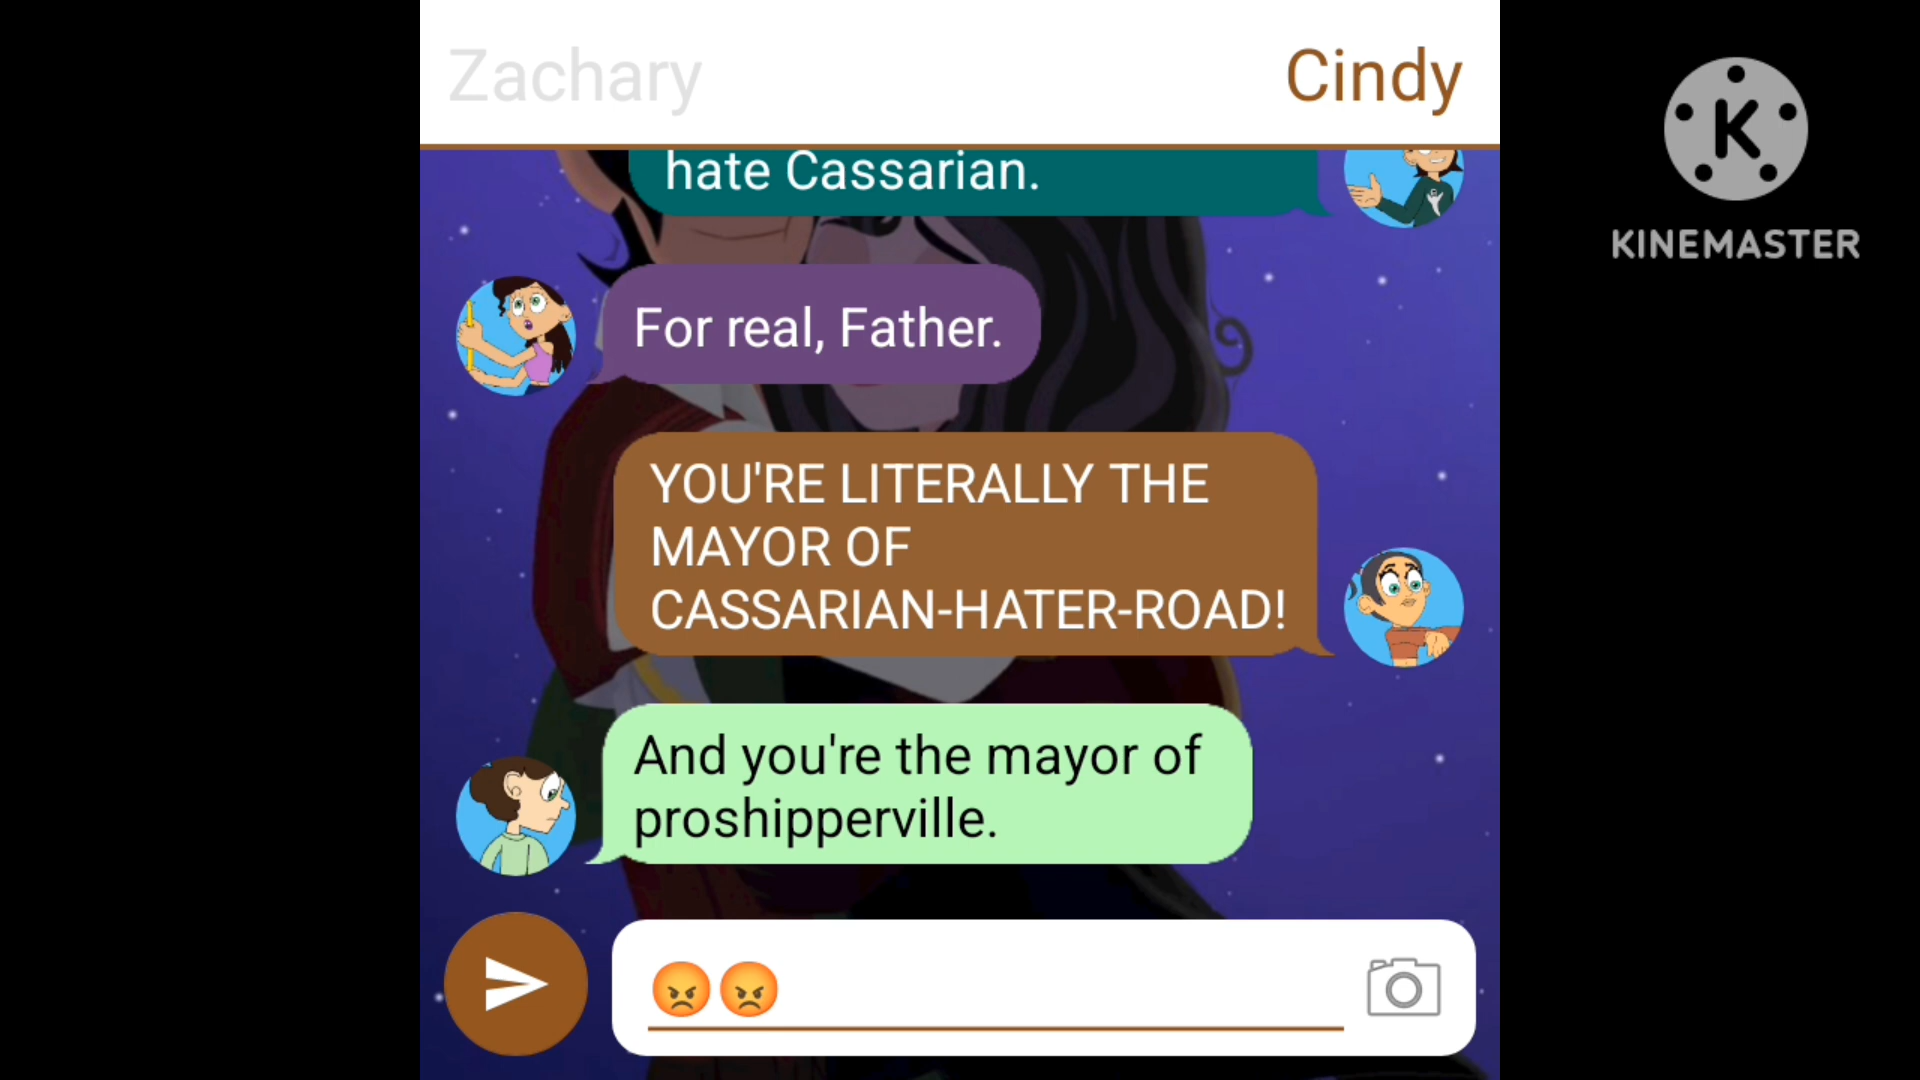 Zachary
Cindy
hate Cassarian.
For real, Father.
YOU'RE LITERALLY THE
MAYOR OF
CASSARIAN-HATER-ROAD!
And you're the mayor of
proshipperville.
😡😡
K
KINEMASTER